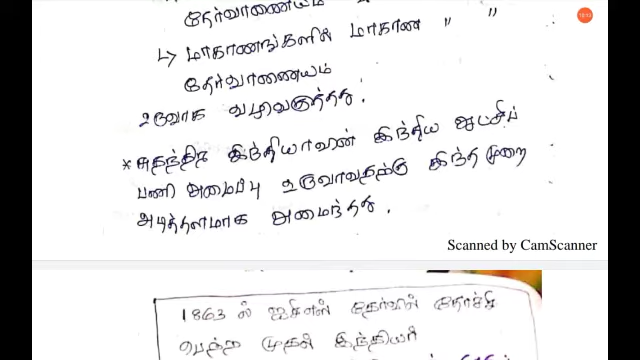 தேர்வாணையம்
↳ மாகாணங்களில் மாகாண " "
தேர்வாணையம்
உருவாக வழிவகுத்தது.
* சுதந்திர இந்தியாவின் இந்திய ஆட்சிப்
பணி அமைப்பு உருவாவதற்கு இந்த முறை
அடித்தளமாக அமைந்தது.
Scanned by CamScanner
1863 ல் ஐசிஎஸ் தேர்வில் தேர்ச்சி
பெற்ற முதல் இந்தியர்